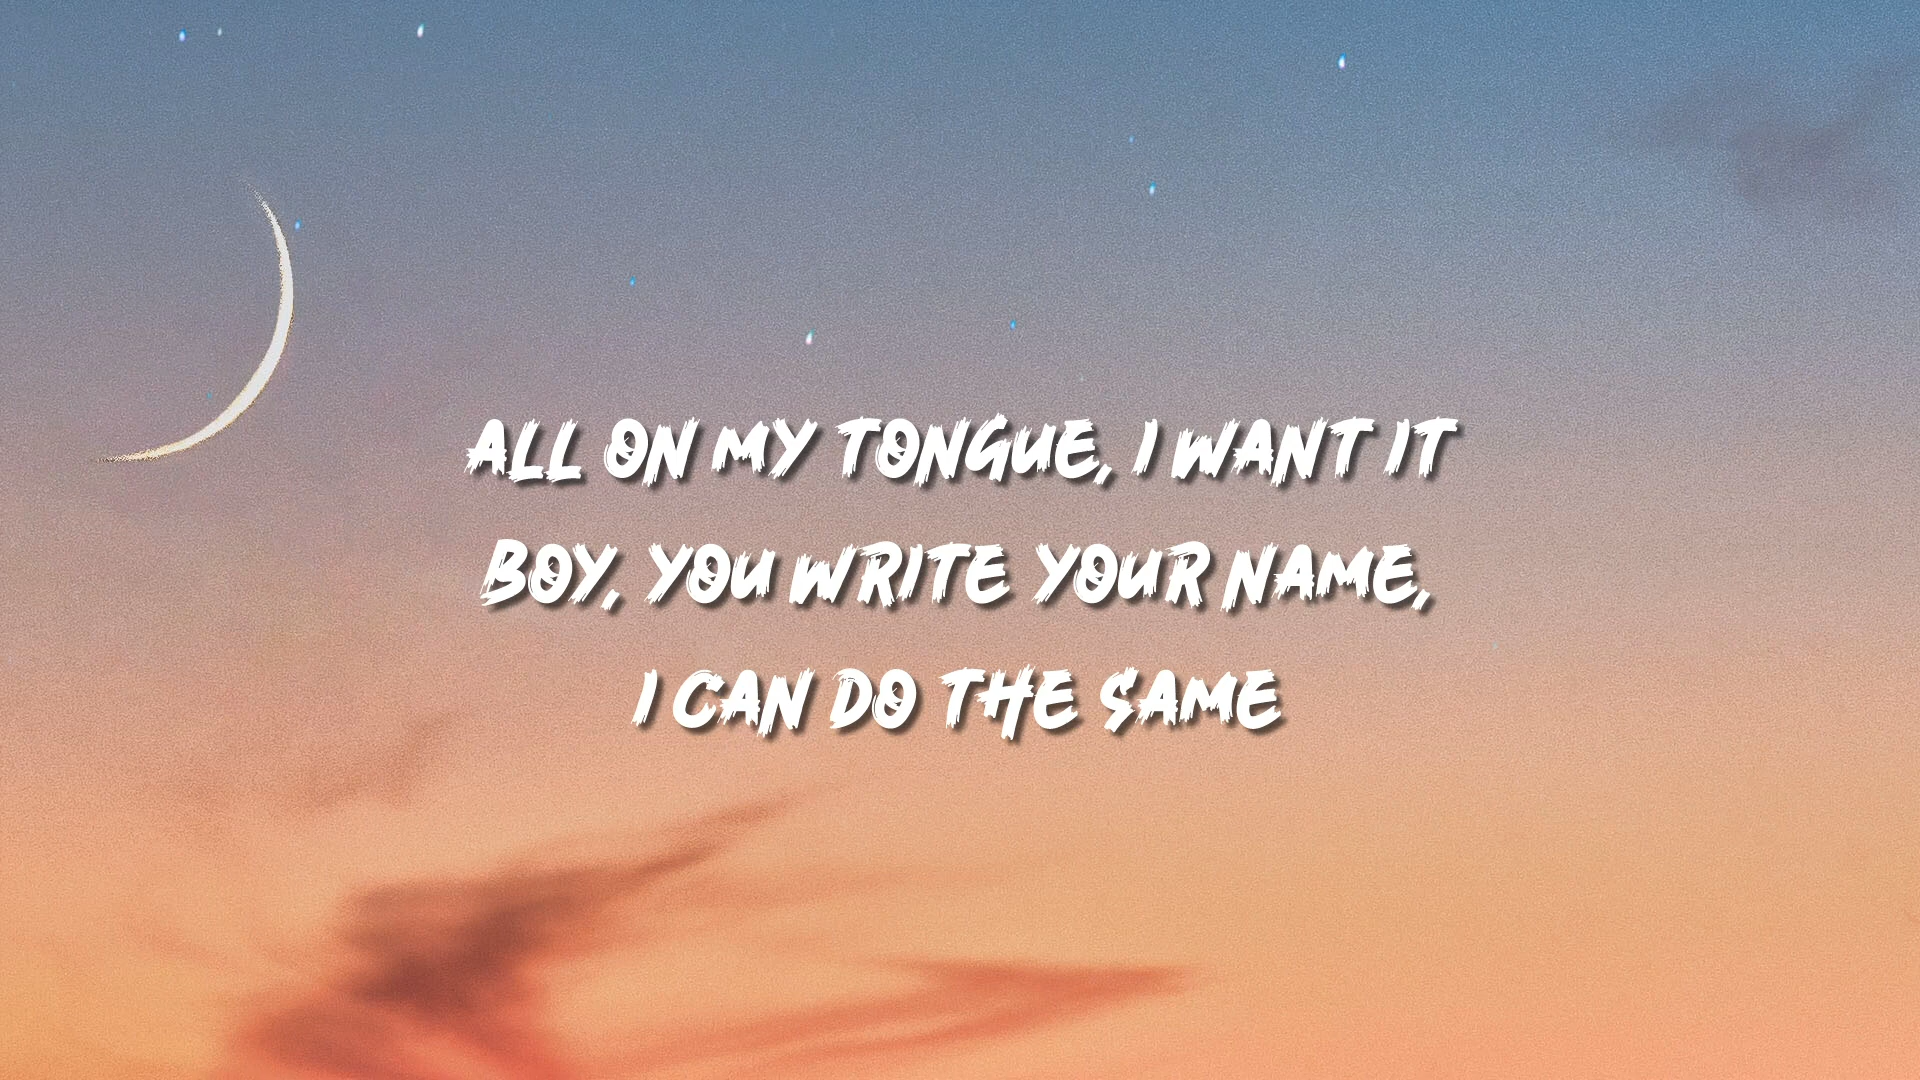 ALL ON MY TONGUE, I WANT IT
BOY, YOU WRITE YOUR NAME,
I CAN DO THE SAME